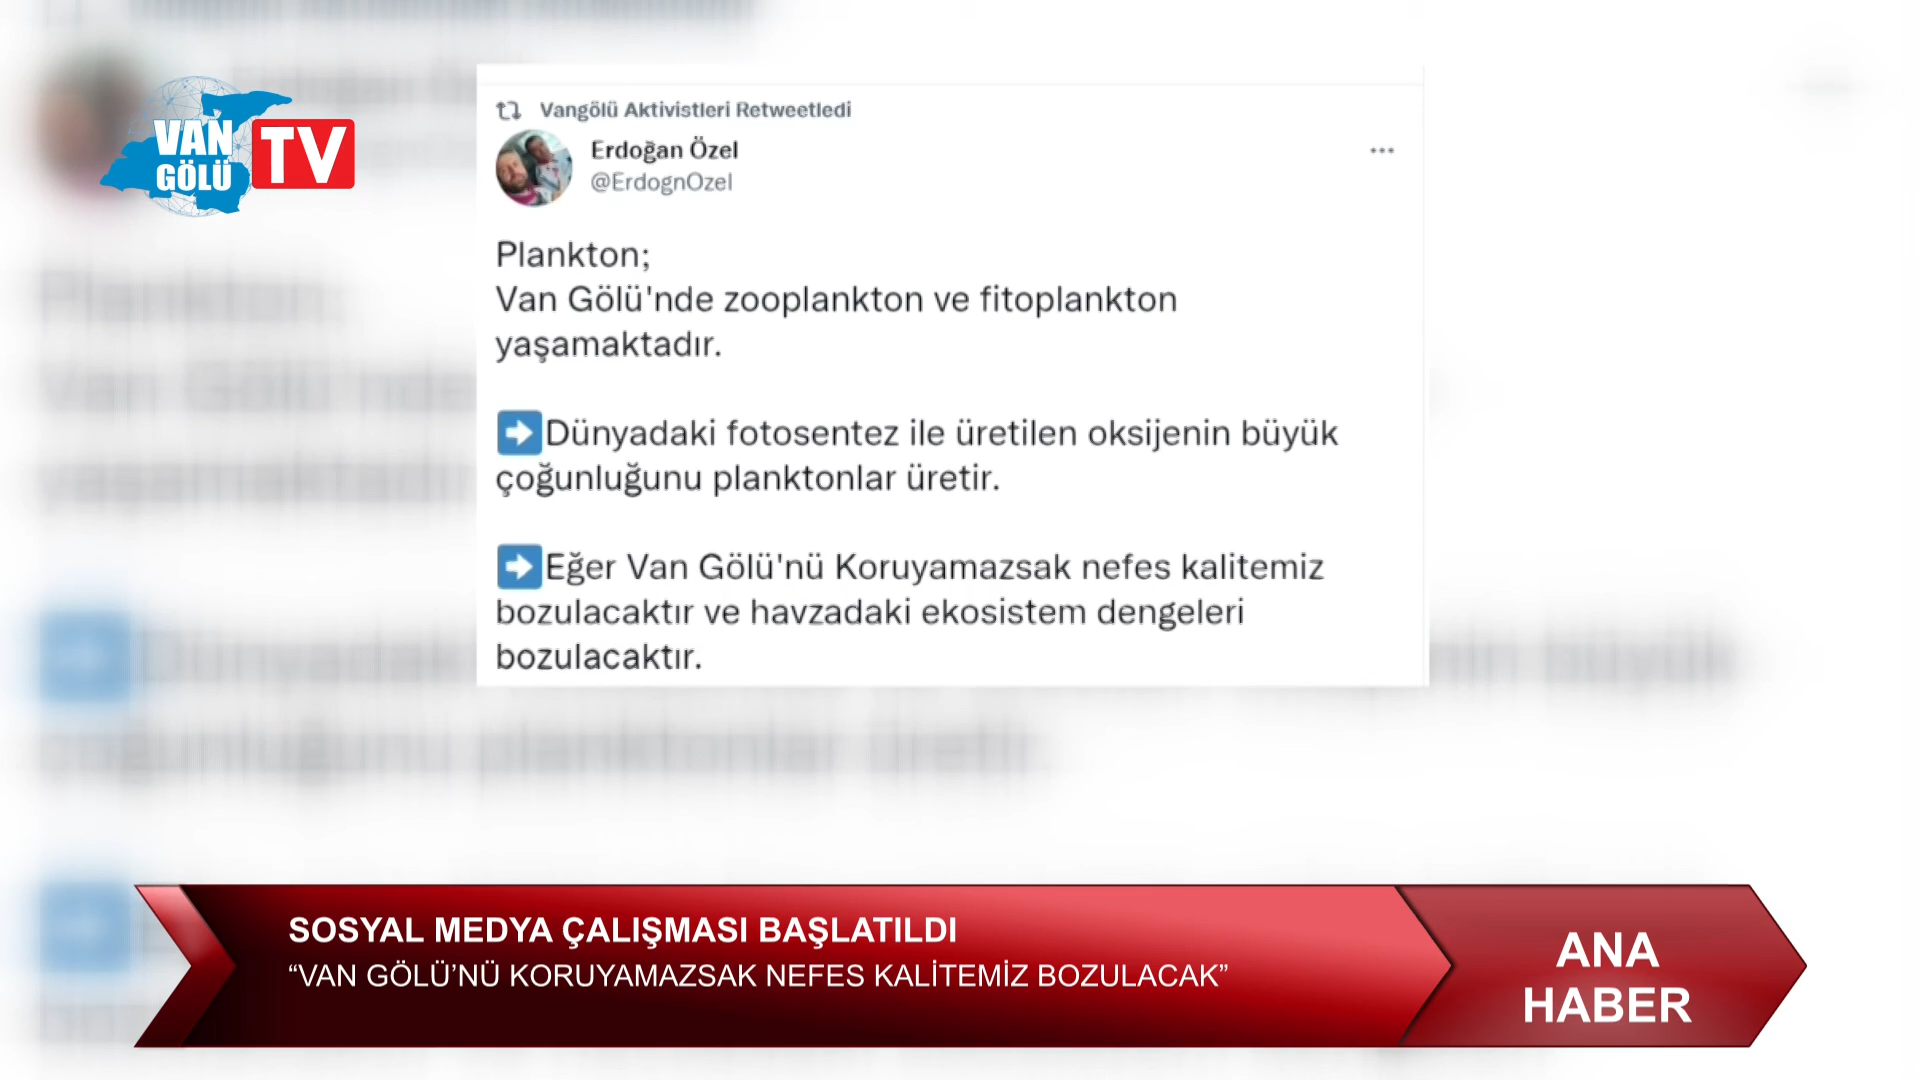 VAN
GÖLÜ
TV
Vangölü Aktivistleri Retweetledi
Erdoğan Özel
@ErdognOzel
Plankton;
Van Gölü'nde zooplankton ve fitoplankton
yaşamaktadır.
➡Dünyadaki fotosentez ile üretilen oksijenin büyük
çoğunluğunu planktonlar üretir.
➡Eğer Van Gölü'nü Koruyamazsak nefes kalitemiz
bozulacaktır ve havzadaki ekosistem dengeleri
bozulacaktır.
SOSYAL MEDYA ÇALIŞMASI BAŞLATILDI
“VAN GÖLÜ’NÜ KORUYAMAZSAK NEFES KALİTEMİZ BOZULACAK”
ANA
HABER